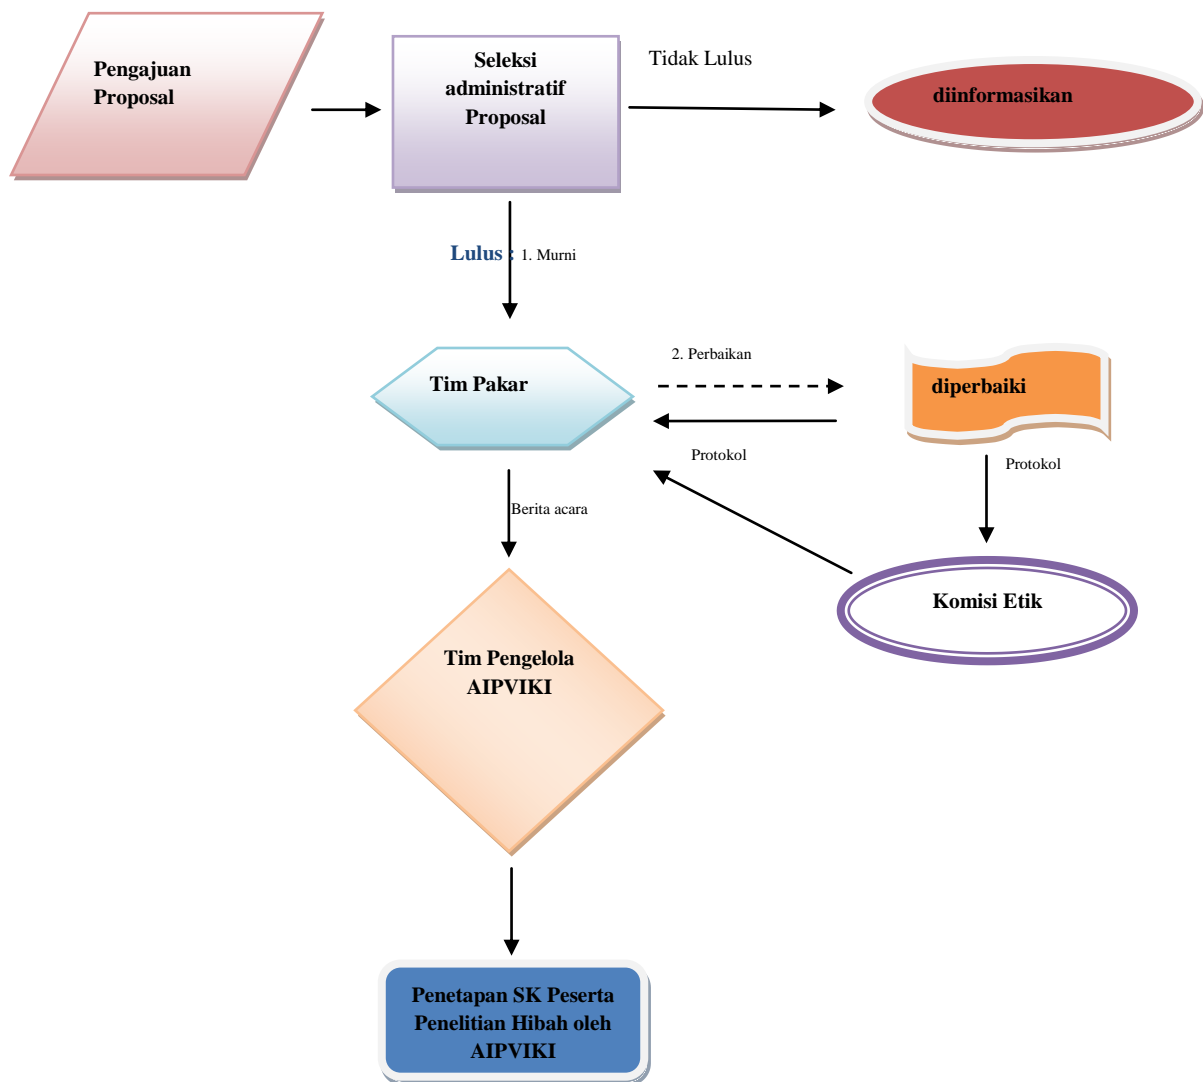 Pengajuan
Proposal
Seleksi
administratif
Proposal
Tidak Lulus
diinformasikan
Lulus : 1. Murni
Tim Pakar
2. Perbaikan
diperbaiki
Protokol
Protokol
Berita acara
Komisi Etik
Tim Pengelola
AIPVIKI
Penetapan SK Peserta
Penelitian Hibah oleh
AIPVIKI